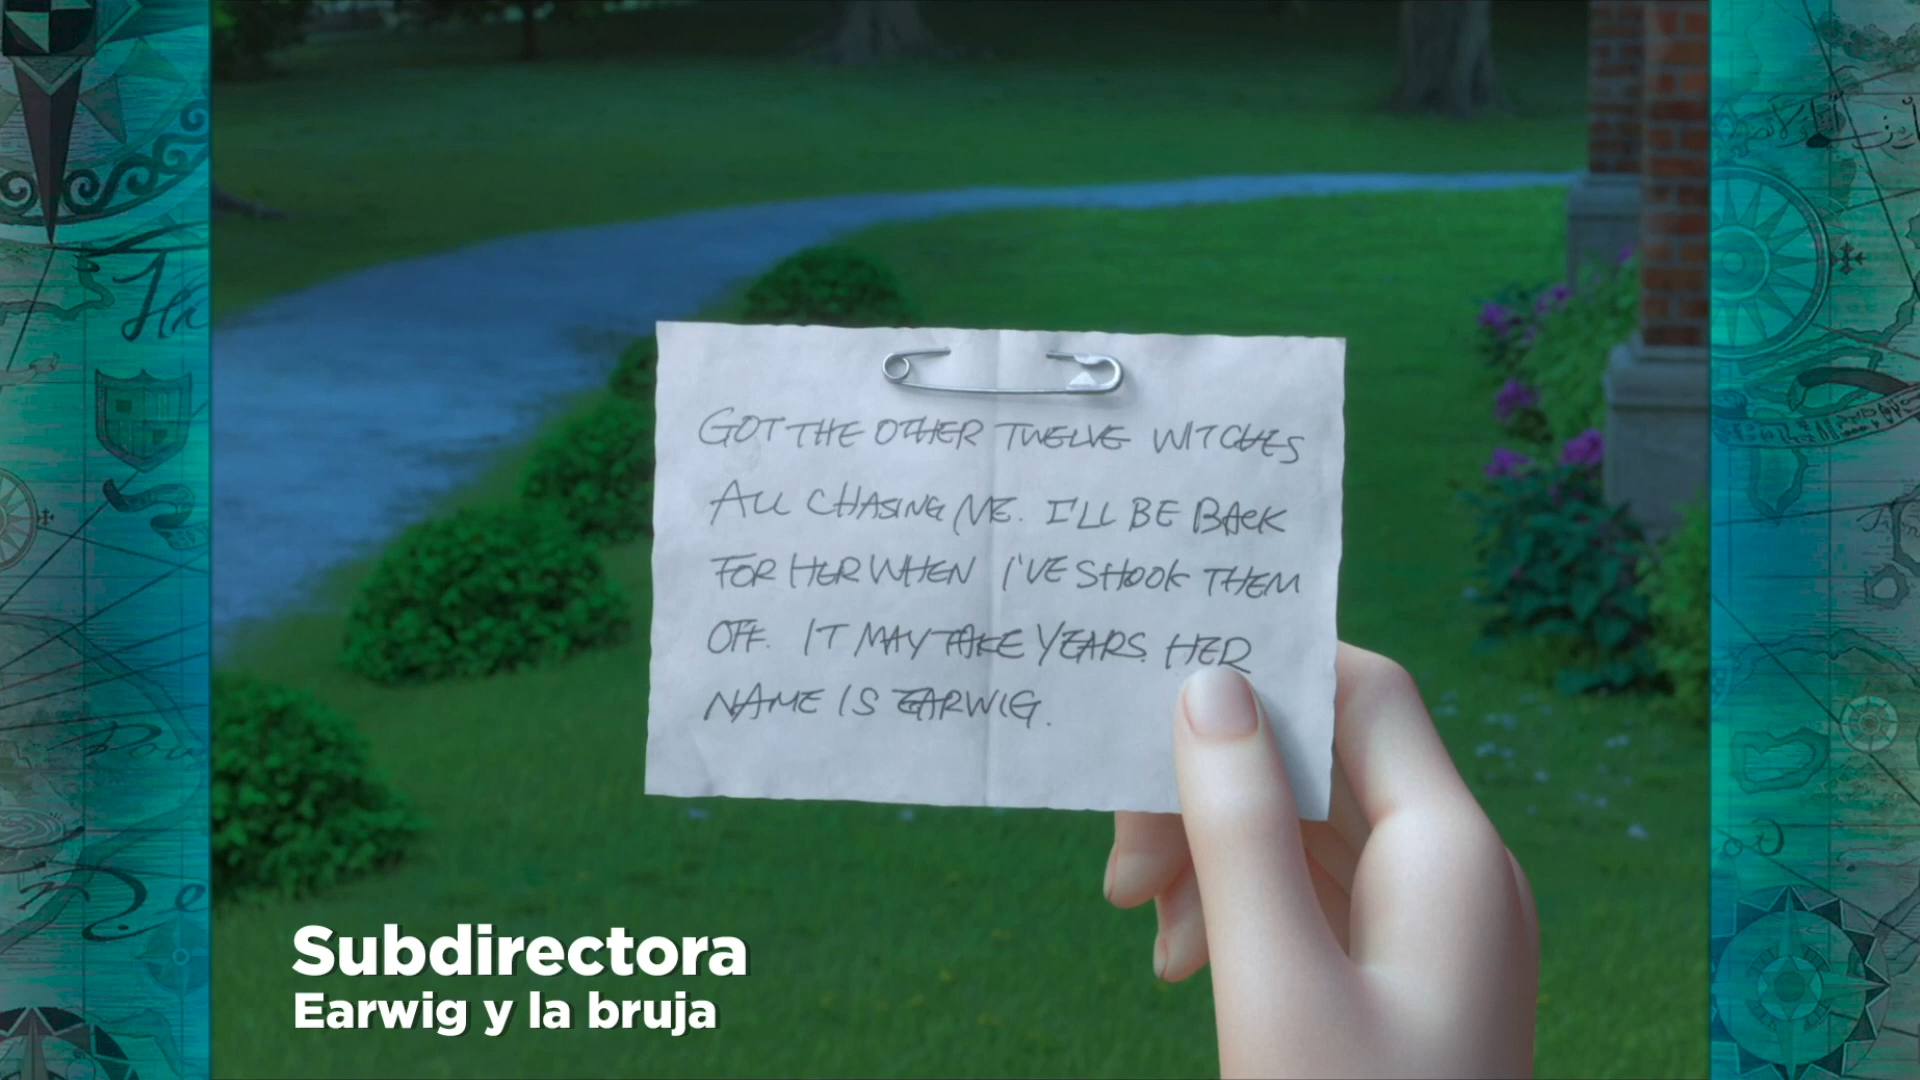 GOT THE OTHER TWELVE WITCHES
ALL CHASING ME. I'LL BE BACK
FOR HER WHEN I'VE SHOOK THEM
OFF. IT MAY TAKE YEARS. HER
NAME IS EARWIG.
Subdirectora
Earwig y la bruja